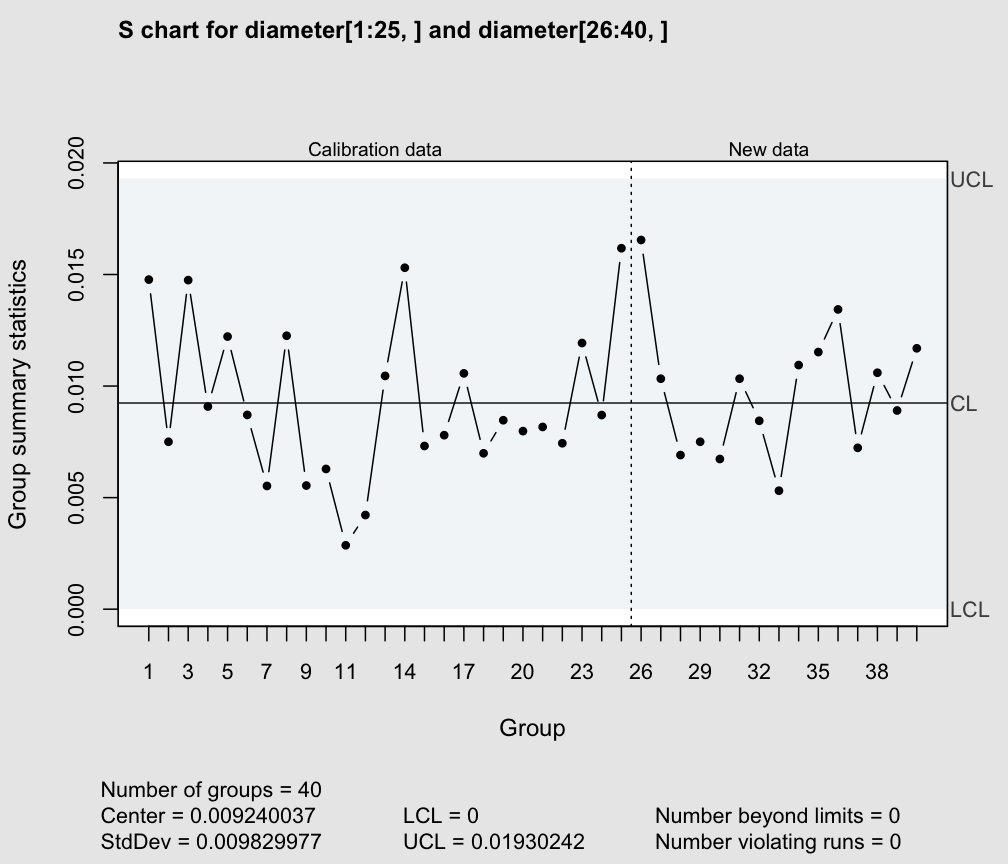 S chart for diameter[1:25, ] and diameter[26:40, ]
Calibration data New data
0.020
UCL
0.015
0.010
CL
0.005
0.000
LCL
Group summary statistics
1 3 5 7 9 11 14 17 20 23 26 29 32 35 38
Group
Number of groups = 40
Center = 0.009240037 LCL = 0 Number beyond limits = 0
StdDev = 0.009829977 UCL = 0.01930242 Number violating runs = 0